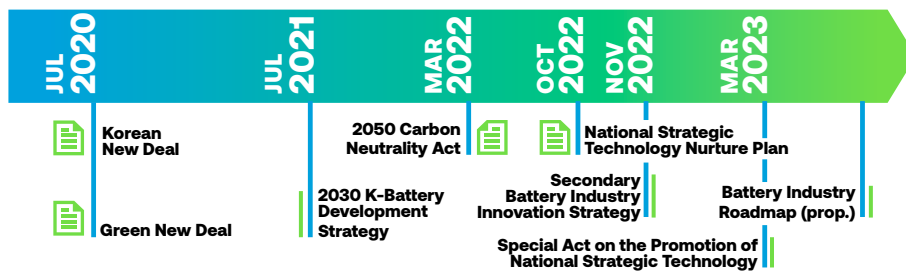 JUL
2020
JUL
2021
MAR
2022
OCT
2022
NOV
2022
MAR
2023
Korean
New Deal
Green New Deal
2030 K-Battery
Development
Strategy
2050 Carbon
Neutrality Act
National Strategic
Technology Nurture Plan
Secondary
Battery Industry
Innovation Strategy
Special Act on the Promotion of
National Strategic Technology
Battery Industry
Roadmap (prop.)